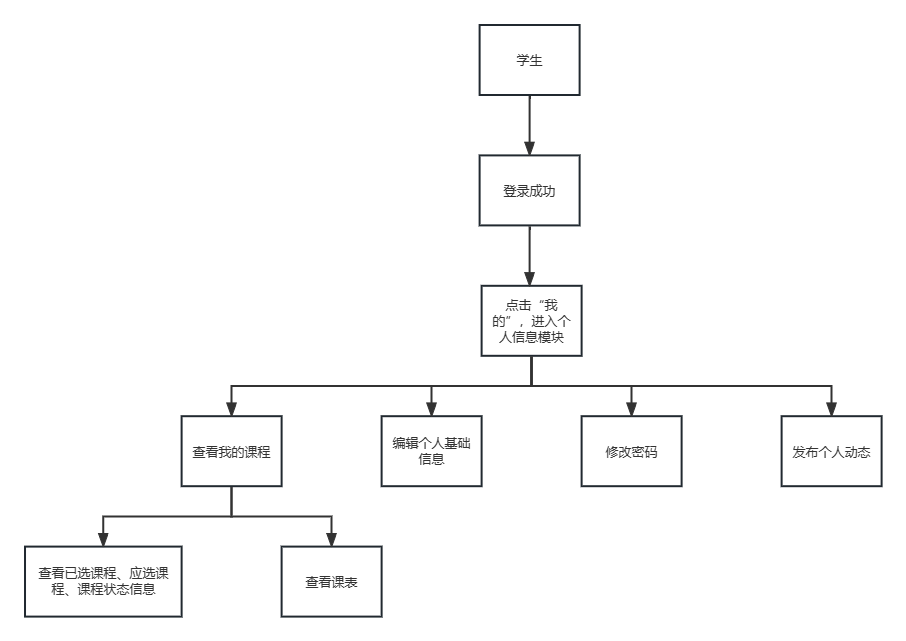 学生
登录成功
点击“我
的”，进入个
人信息模块
查看我的课程
编辑个人基础
信息
修改密码
发布个人动态
查看已选课程、应选课
程、课程状态信息
查看课表